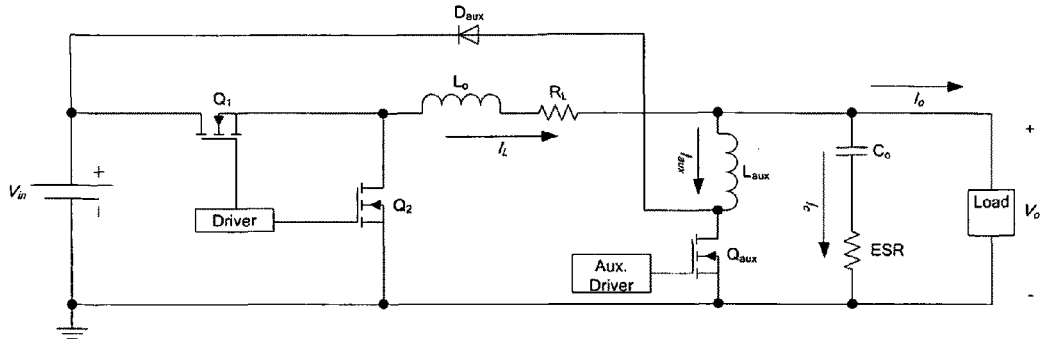 Daux
Q1
Lo
RL
Io
+
IL
Iaux
Laux
Co
Vin
+
-
Driver
Q2
Ic
Load
Vo
Aux.
Driver
Qaux
ESR
-